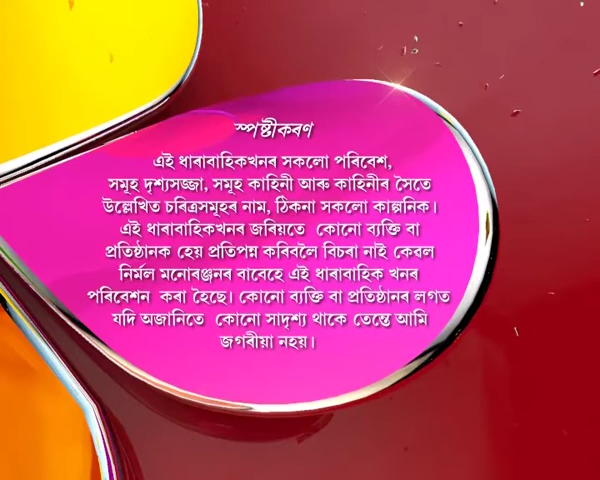 স্পষ্টীকৰণ
এই ধাৰাবাহিকখনৰ সকলো পৰিবেশ,
সমূহ দৃশ্যসজ্জা, সমূহ কাহিনী আৰু কাহিনীৰ সৈতে
উল্লেখিত চৰিত্ৰসমূহৰ নাম, ঠিকনা সকলো কাল্পনিক।
এই ধাৰাবাহিকখনৰ জৰিয়তে কোনো ব্যক্তি বা
প্ৰতিষ্ঠানক হেয় প্ৰতিপন্ন কৰিবলৈ বিচৰা নাই কেৱল
নিৰ্মল মনোৰঞ্জনৰ বাবেহে এই ধাৰাবাহিক খনৰ
পৰিবেশন কৰা হৈছে। কোনো ব্যক্তি বা প্ৰতিষ্ঠানৰ লগত
যদি অজানিতে কোনো সাদৃশ্য থাকে তেন্তে আমি
জগৰীয়া নহয়।